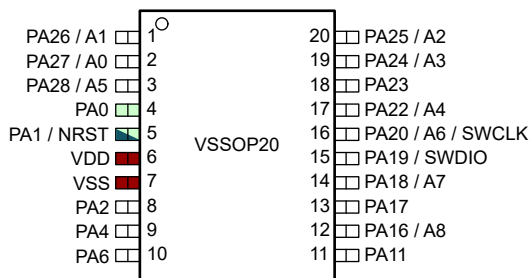 PA26 / A1 1 20 PA25 / A2
PA27 / A0 2 19 PA24 / A3
PA28 / A5 3 18 PA23
PA0 4 17 PA22 / A4
PA1 / NRST 5 16 PA20 / A6 / SWCLK
VSSOP20
VDD 6 15 PA19 / SWDIO
VSS 7 14 PA18 / A7
PA2 8 13 PA17
PA4 9 12 PA16 / A8
PA6 10 11 PA11